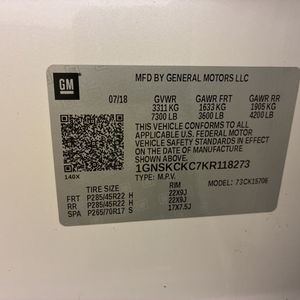 GM
MFD BY GENERAL MOTORS LLC
07/18 GVWR GAWR FRT GAWR RR
3311 KG 1633 KG 1905 KG
7300 LB 3600 LB 4200 LB
THIS VEHICLE CONFORMS TO ALL
APPLICABLE U.S. FEDERAL MOTOR
VEHICLE SAFETY STANDARDS IN
EFFECT ON THE DATE OF
MANUFACTURE SHOWN ABOVE.
1GNSKCKC7KR118273
140X TYPE: M.P.V. MODEL: 73CK15706
TIRE SIZE RIM
FRT P285/45R22 H 22X9J
RR P285/45R22 H 22X9J
SPA P265/70R17 S 17X7.5J